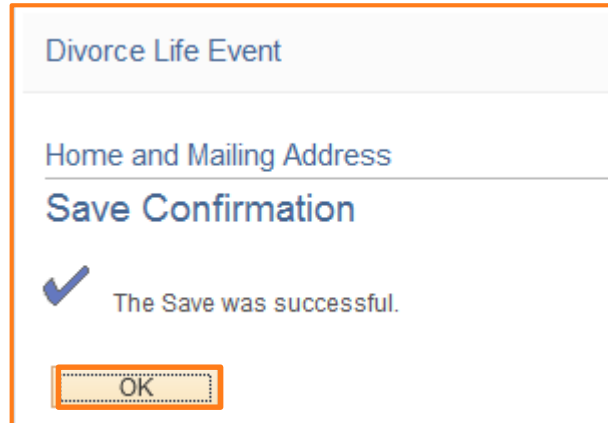 Divorce Life Event
Home and Mailing Address
Save Confirmation
The Save was successful.
OK